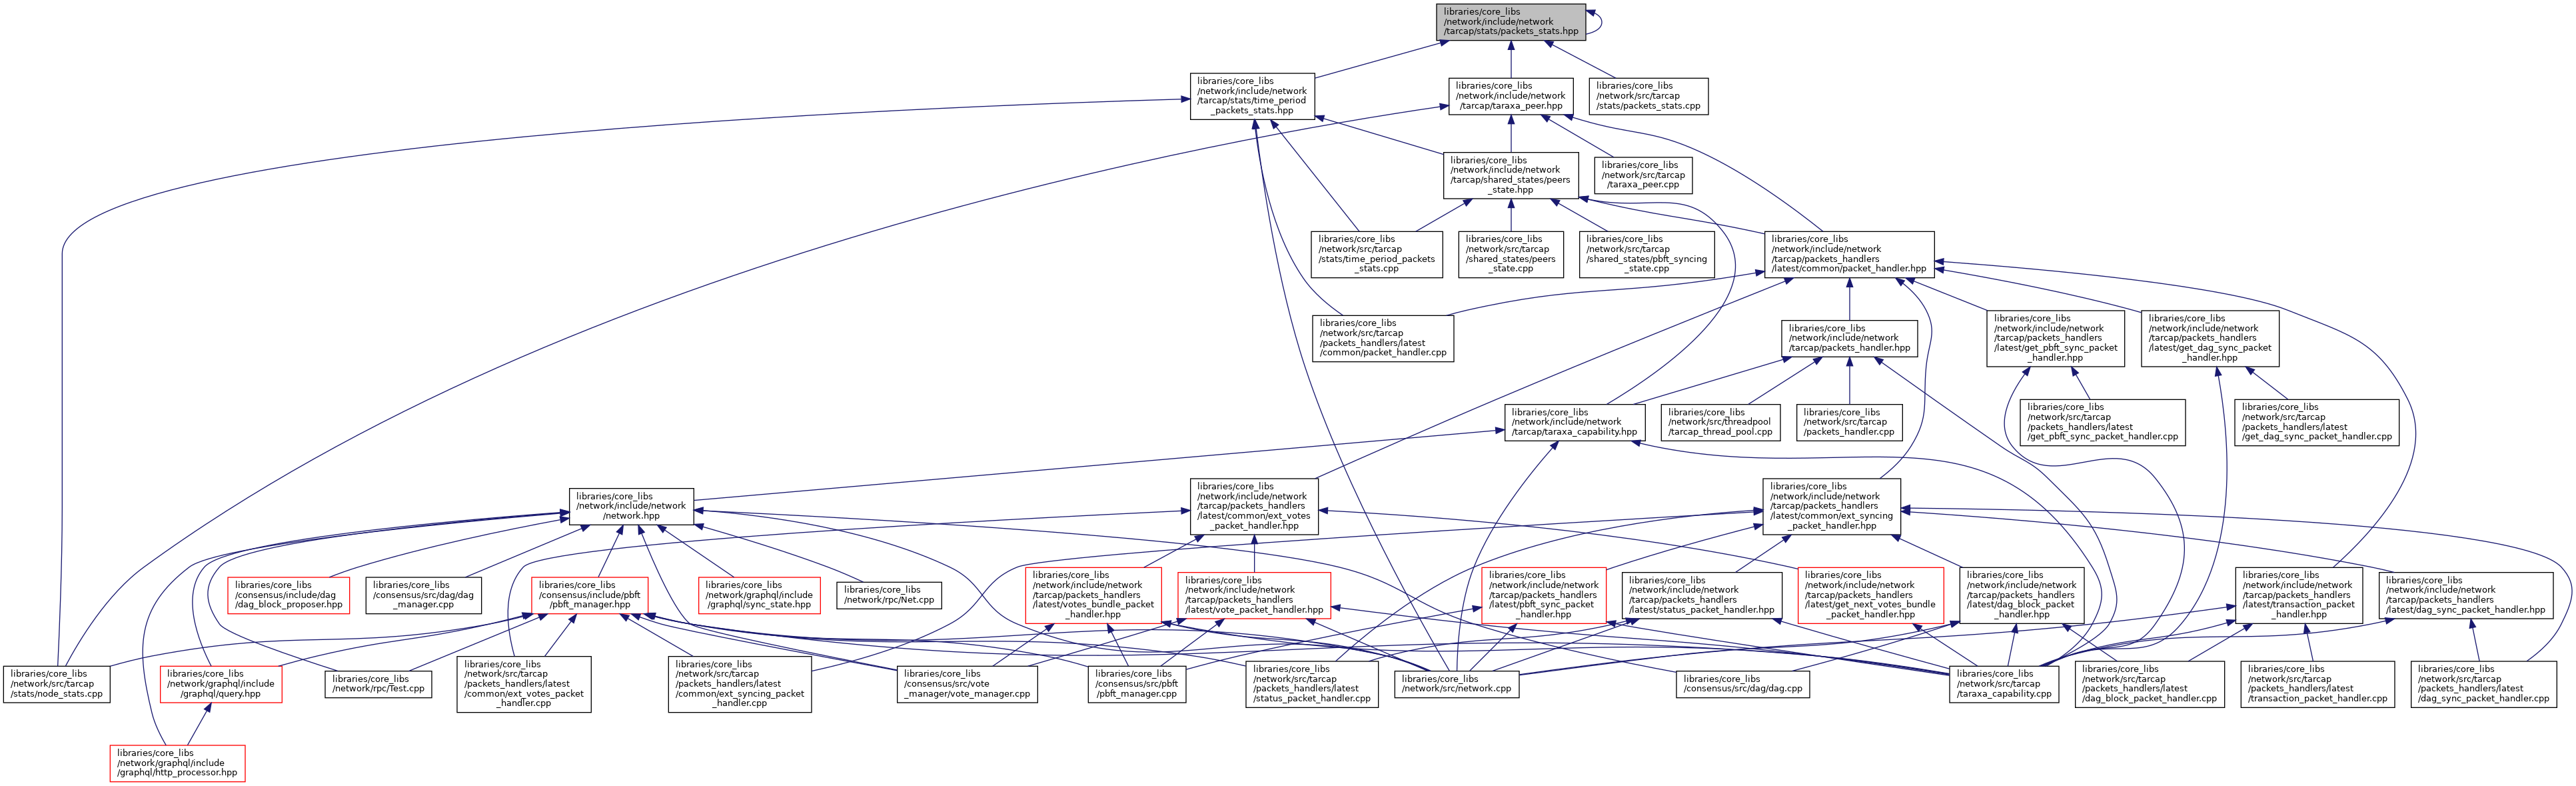 libraries/core_libs
/network/include/network
/tarcap/stats/packets_stats.hpp
libraries/core_libs
/network/include/network
/tarcap/stats/time_period
_packets_stats.hpp
libraries/core_libs
/network/include/network
/tarcap/taraxa_peer.hpp
libraries/core_libs
/network/src/tarcap
/stats/packets_stats.cpp
libraries/core_libs
/network/include/network
/tarcap/shared_states/peers
_state.hpp
libraries/core_libs
/network/src/tarcap
/taraxa_peer.cpp
libraries/core_libs
/network/src/tarcap
/stats/time_period_packets
_stats.cpp
libraries/core_libs
/network/src/tarcap
/shared_states/peers
_state.cpp
libraries/core_libs
/network/src/tarcap
/shared_states/pbft_syncing
_state.cpp
libraries/core_libs
/network/include/network
/tarcap/packets_handlers
/latest/common/packet_handler.hpp
libraries/core_libs
/network/src/tarcap
/packets_handlers/latest
/common/packet_handler.cpp
libraries/core_libs
/network/include/network
/tarcap/packets_handler.hpp
libraries/core_libs
/network/include/network
/tarcap/packets_handlers
/latest/get_pbft_sync_packet
_handler.hpp
libraries/core_libs
/network/include/network
/tarcap/packets_handlers
/latest/get_dag_sync_packet
_handler.hpp
libraries/core_libs
/network/include/network
/tarcap/taraxa_capability.hpp
libraries/core_libs
/network/src/threadpool
/tarcap_thread_pool.cpp
libraries/core_libs
/network/src/tarcap
/packets_handler.cpp
libraries/core_libs
/network/src/tarcap
/packets_handlers/latest
/get_pbft_sync_packet_handler.cpp
libraries/core_libs
/network/src/tarcap
/packets_handlers/latest
/get_dag_sync_packet_handler.cpp
libraries/core_libs
/network/include/network
/network.hpp
libraries/core_libs
/network/include/network
/tarcap/packets_handlers
/latest/common/ext_votes
_packet_handler.hpp
libraries/core_libs
/network/include/network
/tarcap/packets_handlers
/latest/common/ext_syncing
_packet_handler.hpp
libraries/core_libs
/consensus/include/dag
/dag_block_proposer.hpp
libraries/core_libs
/consensus/src/dag/dag
_manager.cpp
libraries/core_libs
/consensus/include/pbft
/pbft_manager.hpp
libraries/core_libs
/network/graphql/include
/graphql/sync_state.hpp
libraries/core_libs
/network/rpc/Net.cpp
libraries/core_libs
/network/include/network
/tarcap/packets_handlers
/latest/votes_bundle_packet
_handler.hpp
libraries/core_libs
/network/include/network
/tarcap/packets_handlers
/latest/vote_packet_handler.hpp
libraries/core_libs
/network/include/network
/tarcap/packets_handlers
/latest/pbft_sync_packet
_handler.hpp
libraries/core_libs
/network/include/network
/tarcap/packets_handlers
/latest/status_packet_handler.hpp
libraries/core_libs
/network/include/network
/tarcap/packets_handlers
/latest/get_next_votes_bundle
_packet_handler.hpp
libraries/core_libs
/network/include/network
/tarcap/packets_handlers
/latest/dag_block_packet
_handler.hpp
libraries/core_libs
/network/include/network
/tarcap/packets_handlers
/latest/transaction_packet
_handler.hpp
libraries/core_libs
/network/include/network
/tarcap/packets_handlers
/latest/dag_sync_packet_handler.hpp
libraries/core_libs
/network/src/tarcap
/stats/node_stats.cpp
libraries/core_libs
/network/graphql/include
/graphql/query.hpp
libraries/core_libs
/network/rpc/Test.cpp
libraries/core_libs
/network/src/tarcap
/packets_handlers/latest
/common/ext_votes_packet
_handler.cpp
libraries/core_libs
/network/src/tarcap
/packets_handlers/latest
/common/ext_syncing_packet
_handler.cpp
libraries/core_libs
/consensus/src/vote
_manager/vote_manager.cpp
libraries/core_libs
/consensus/src/pbft
/pbft_manager.cpp
libraries/core_libs
/network/src/tarcap
/packets_handlers/latest
/status_packet_handler.cpp
libraries/core_libs
/network/src/network.cpp
libraries/core_libs
/consensus/src/dag/dag.cpp
libraries/core_libs
/network/src/tarcap
/taraxa_capability.cpp
libraries/core_libs
/network/src/tarcap
/packets_handlers/latest
/dag_block_packet_handler.cpp
libraries/core_libs
/network/src/tarcap
/packets_handlers/latest
/transaction_packet_handler.cpp
libraries/core_libs
/network/src/tarcap
/packets_handlers/latest
/dag_sync_packet_handler.cpp
libraries/core_libs
/network/graphql/include
/graphql/http_processor.hpp